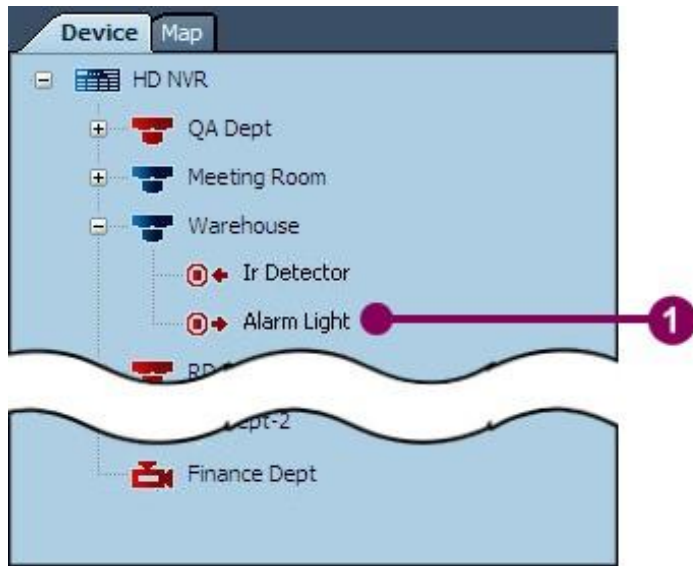 Device Map
HD NVR
QA Dept
Meeting Room
Warehouse
Ir Detector
Alarm Light 1
Finance Dept